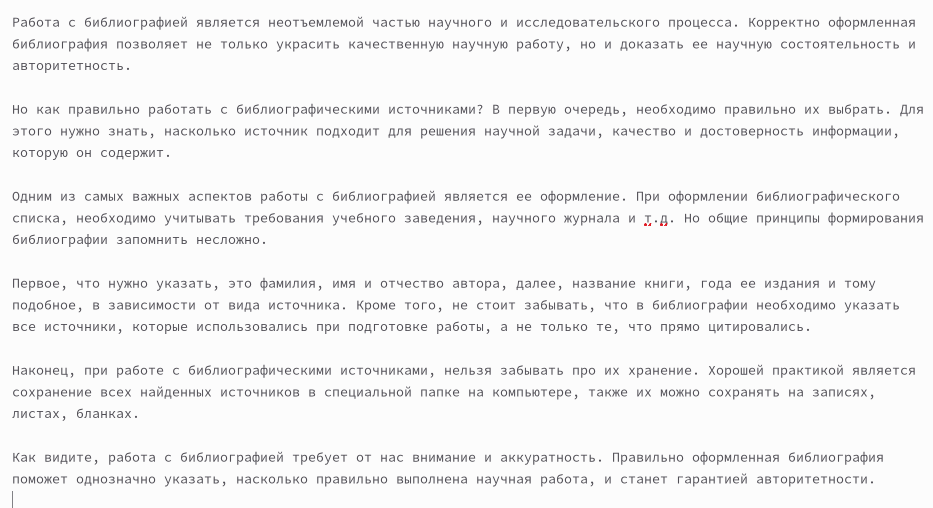 Работа с библиографией является неотъемлемой частью научного и исследовательского процесса. Корректно оформленная
библиография позволяет не только украсить качественную научную работу, но и доказать ее научную состоятельность и
авторитетность.
Но как правильно работать с библиографическими источниками? В первую очередь, необходимо правильно их выбрать. Для
этого нужно знать, насколько источник подходит для решения научной задачи, качество и достоверность информации,
которую он содержит.
Одним из самых важных аспектов работы с библиографией является ее оформление. При оформлении библиографического
списка, необходимо учитывать требования учебного заведения, научного журнала и т.д. Но общие принципы формирования
библиографии запомнить несложно.
Первое, что нужно указать, это фамилия, имя и отчество автора, далее, название книги, года ее издания и тому
подобное, в зависимости от вида источника. Кроме того, не стоит забывать, что в библиографии необходимо указать
все источники, которые использовались при подготовке работы, а не только те, что прямо цитировались.
Наконец, при работе с библиографическими источниками, нельзя забывать про их хранение. Хорошей практикой является
сохранение всех найденных источников в специальной папке на компьютере, также их можно сохранять на записях,
листах, бланках.
Как видите, работа с библиографией требует от нас внимание и аккуратность. Правильно оформленная библиография
поможет однозначно указать, насколько правильно выполнена научная работа, и станет гарантией авторитетности.